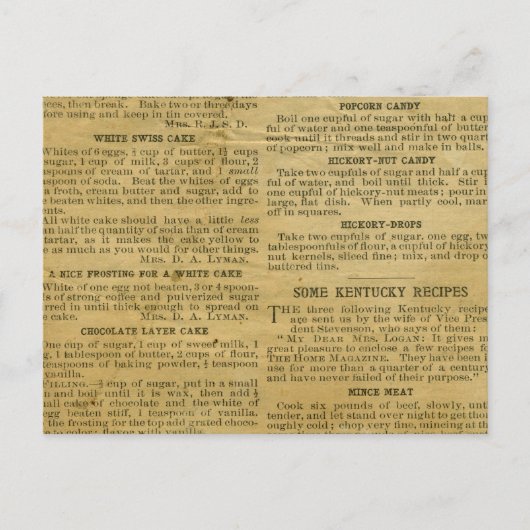 eces, then break. Bake two or three days
fore using and keep in tin covered.
Mrs. R. J. S. D.
WHITE SWISS CAKE
Whites of 6 eggs, ½ cup of butter, 1½ cups
sugar, 1 cup of milk, 3 cups of flour, 2
spoons of cream of tartar, and 1 small
spoon of soda. Beat the whites of eggs
a froth, cream butter and sugar, add to
e beaten whites, and then the other ingre-
ents.
All white cake should have a little less
an half the quantity of soda than of cream
tartar, as it makes the cake yellow to
e as much as you would for other things.
Mrs. D. A. Lyman.
A NICE FROSTING FOR A WHITE CAKE
White of one egg not beaten, 3 or 4 spoon-
ls of strong coffee and pulverized sugar
rred in until thick enough to spread on
e cake. Mrs. D. A. Lyman.
CHOCOLATE LAYER CAKE
One cup of sugar, 1 cup of sweet milk, 1
g, 1 tablespoon of butter, 2 cups of flour,
teaspoons of baking powder, ½ teaspoon
vanilla.
Filling.—½ cup of sugar, put in a small
n and boil until it is wax, then add ½
all cake of chocolate and the white of
egg beaten stiff, 1 teaspoon of vanilla.
the frosting for the top add grated choco-
te to color; flavor with vanilla.
POPCORN CANDY
Boil one cupful of sugar with half a cup
ful of water and one teaspoonful of butter
cook until it threads and stir in two quart
of popcorn; mix well and make in balls.
HICKORY-NUT CANDY
Take two cupfuls of sugar and half a cup
ful of water, and boil until thick. Stir i
one cupful of hickory-nut meats; pour in
large, flat dish. When partly cool, mar
off in squares.
HICKORY-DROPS
Take two cupfuls of sugar, one egg, tw
tablespoonfuls of flour, a cupful of hickory
nut kernels, sliced fine; mix, and drop o
buttered tins.
SOME KENTUCKY RECIPES
THE three following Kentucky recipe
are sent us by the wife of Vice Presi
dent Stevenson, who says of them:
"My Dear Mrs. Logan: It gives m
great pleasure to enclose a few recipes fo
The Home Magazine. They have been i
use for more than a quarter of a century
and have never failed of their purpose."
MINCE MEAT
Cook six pounds of beef, slowly, unti
tender, and let stand over night to get thor
oughly cold; chop very fine, mincing at the